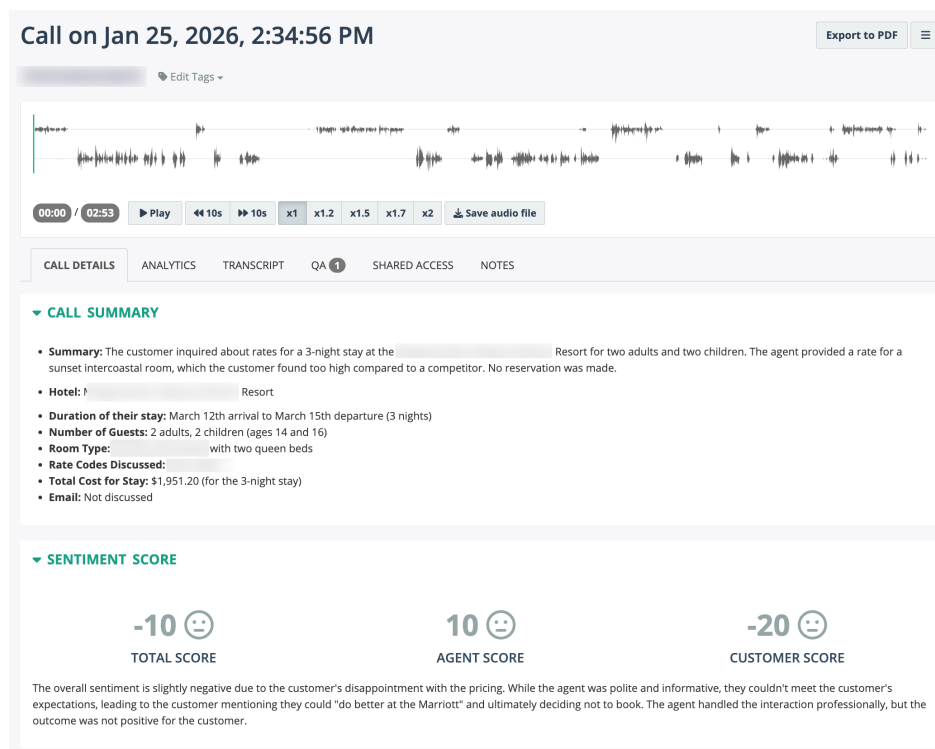 Call on Jan 25, 2026, 2:34:56 PM
Export to PDF
Edit Tags
00:00 / 02:53 Play 10s 10s x1 x1.2 x1.5 x1.7 x2 Save audio file
CALL DETAILS ANALYTICS TRANSCRIPT QA 1 SHARED ACCESS NOTES
CALL SUMMARY
• Summary: The customer inquired about rates for a 3-night stay at the Resort for two adults and two children. The agent provided a rate for a
sunset intercoastal room, which the customer found too high compared to a competitor. No reservation was made.
• Hotel: Resort
• Duration of their stay: March 12th arrival to March 15th departure (3 nights)
• Number of Guests: 2 adults, 2 children (ages 14 and 16)
• Room Type: with two queen beds
• Rate Codes Discussed:
• Total Cost for Stay: $1,951.20 (for the 3-night stay)
• Email: Not discussed
SENTIMENT SCORE
-10 10 -20
TOTAL SCORE AGENT SCORE CUSTOMER SCORE
The overall sentiment is slightly negative due to the customer's disappointment with the pricing. While the agent was polite and informative, they couldn't meet the customer's
expectations, leading to the customer mentioning they could "do better at the Marriott" and ultimately deciding not to book. The agent handled the interaction professionally, but the
outcome was not positive for the customer.